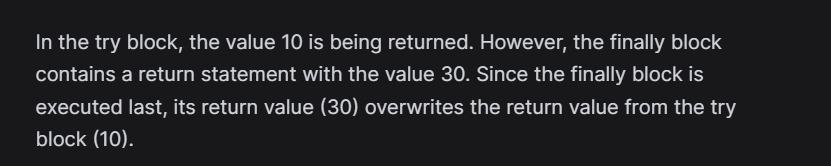 In the try block, the value 10 is being returned. However, the finally block
contains a return statement with the value 30. Since the finally block is
executed last, its return value (30) overwrites the return value from the try
block (10).